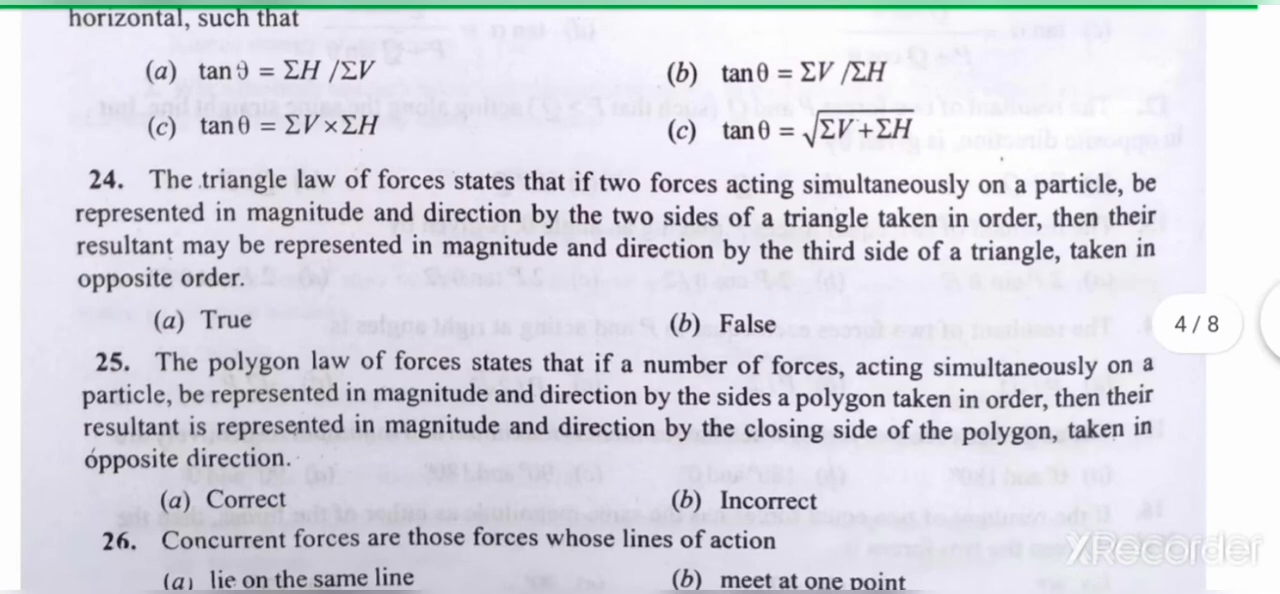 horizontal, such that
(a) tan θ = ΣH /ΣV (b) tan θ = ΣV /ΣH
(c) tan θ = ΣV×ΣH (c) tan θ = √ΣV+ΣH
24. The triangle law of forces states that if two forces acting simultaneously on a particle, be
represented in magnitude and direction by the two sides of a triangle taken in order, then their
resultant may be represented in magnitude and direction by the third side of a triangle, taken in
opposite order.
(a) True (b) False
4 / 8
25. The polygon law of forces states that if a number of forces, acting simultaneously on a
particle, be represented in magnitude and direction by the sides a polygon taken in order, then their
resultant is represented in magnitude and direction by the closing side of the polygon, taken in
opposite direction.
(a) Correct (b) Incorrect
26. Concurrent forces are those forces whose lines of action
XRecorder
(a) lie on the same line (b) meet at one point